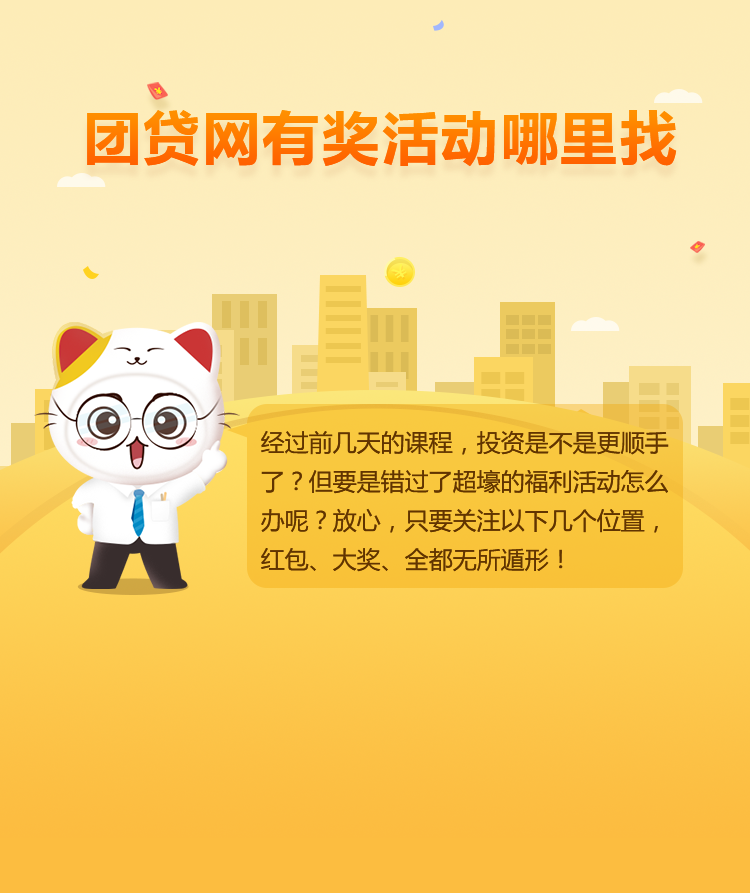 团贷网有奖活动哪里找
经过前几天的课程，投资是不是更顺手
了？但要是错过了超壕的福利活动怎么
办呢？放心，只要关注以下几个位置，
红包、大奖、全都无所遁形！